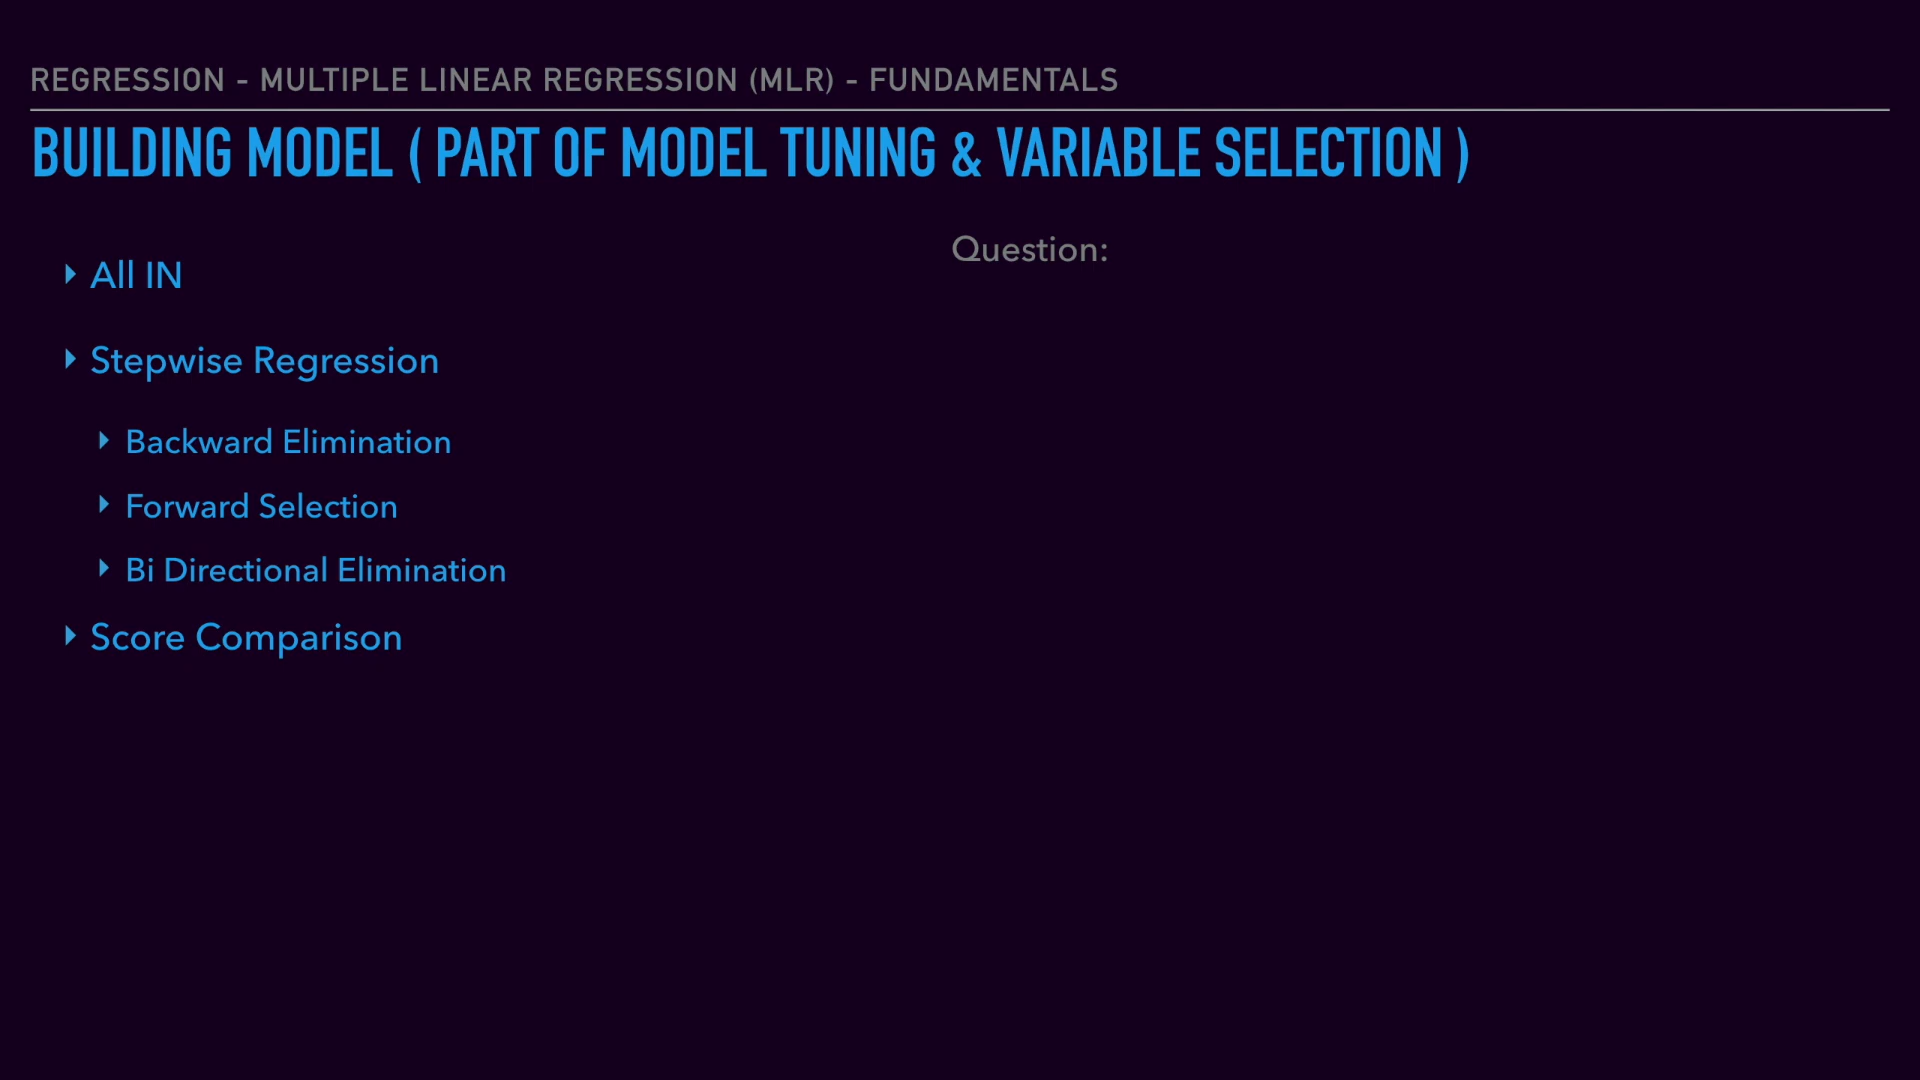 REGRESSION - MULTIPLE LINEAR REGRESSION (MLR) - FUNDAMENTALS
BUILDING MODEL ( PART OF MODEL TUNING & VARIABLE SELECTION )
All IN
Stepwise Regression
Backward Elimination
Forward Selection
Bi Directional Elimination
Score Comparison
Question: